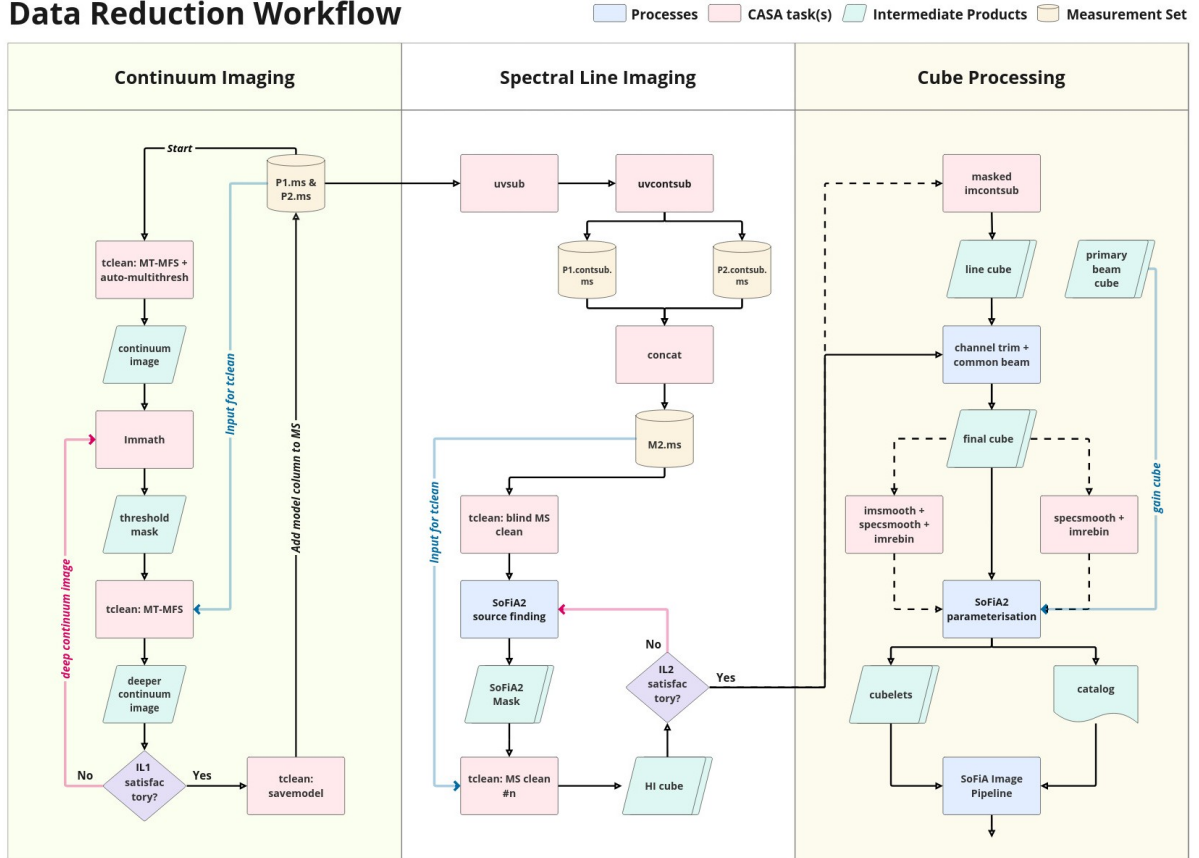 Data Reduction Workflow
Processes
CASA task(s)
Intermediate Products
Measurement Set
Continuum Imaging
Start
P1.ms &
P2.ms
tclean: MT-MFS +
auto-multithresh
continuum
image
Immath
threshold
mask
tclean: MT-MFS
deeper
continuum
image
IL1
satisfac
tory?
No
Yes
tclean:
savemodel
deep continuum image
Input for tclean
Add model column to MS
Spectral Line Imaging
uvsub
uvcontsub
P1.contsub.
ms
P2.contsub.
ms
concat
M2.ms
Input for tclean
tclean: blind MS
clean
SoFiA2
source finding
SoFiA2
Mask
tclean: MS clean
#n
HI cube
IL2
satisfac
tory?
No
Yes
Cube Processing
masked
imcontsub
line cube
primary
beam
cube
channel trim +
common beam
final cube
imsmooth +
specsmooth +
imrebin
specsmooth +
imrebin
gain cube
SoFiA2
parameterisation
cubelets
catalog
SoFiA Image
Pipeline